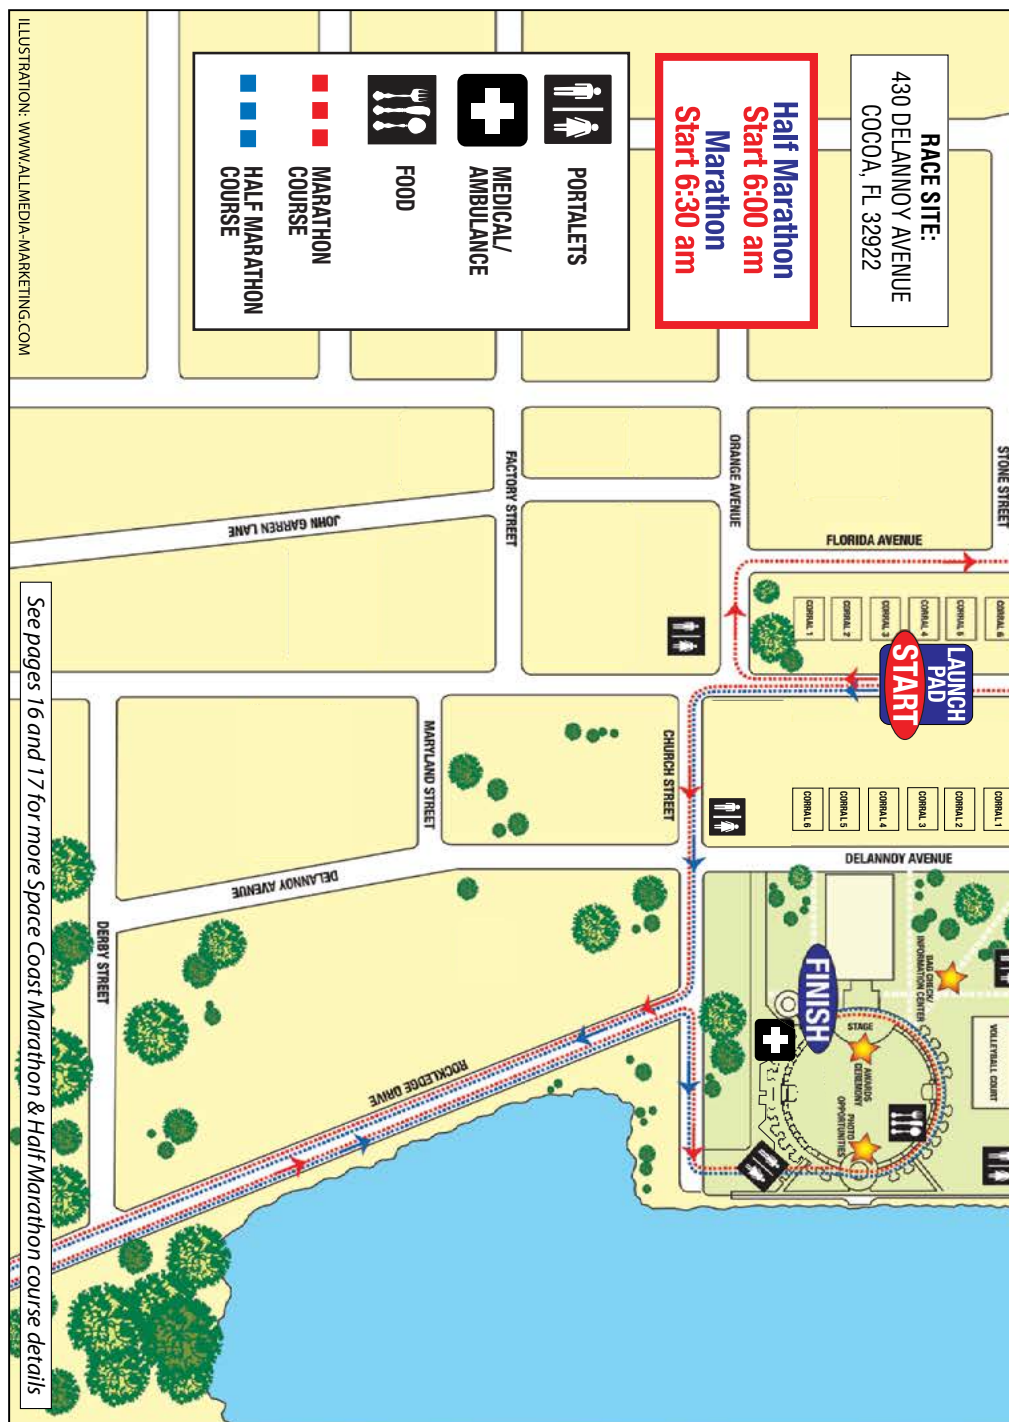 RACE SITE:
430 DELANNOY AVENUE
COCOA, FL 32922
Half Marathon
Start 6:00 am
Marathon
Start 6:30 am
PORTALETS
MEDICAL/
AMBULANCE
FOOD
MARATHON
COURSE
HALF MARATHON
COURSE
ILLUSTRATION: WWW.ALLMEDIA-MARKETING.COM
STONE STREET
ORANGE AVENUE
FACTORY STREET
JOHN GARREN LANE
FLORIDA AVENUE
CORRAL 6
CORRAL 5
CORRAL 4
CORRAL 3
CORRAL 2
CORRAL 1
LAUNCH
PAD
START
CHURCH STREET
MARYLAND STREET
CORRAL 1
CORRAL 2
CORRAL 3
CORRAL 4
CORRAL 5
CORRAL 6
DELANNOY AVENUE
DELANNOY AVENUE
DERBY STREET
BAG CHECK/
INFORMATION CENTER
FINISH
STAGE
VOLLEYBALL COURT
AWARDS
CEREMONY
PHOTO
OPPORTUNITIES
ROCKLEDGE DRIVE
See pages 16 and 17 for more Space Coast Marathon & Half Marathon course details